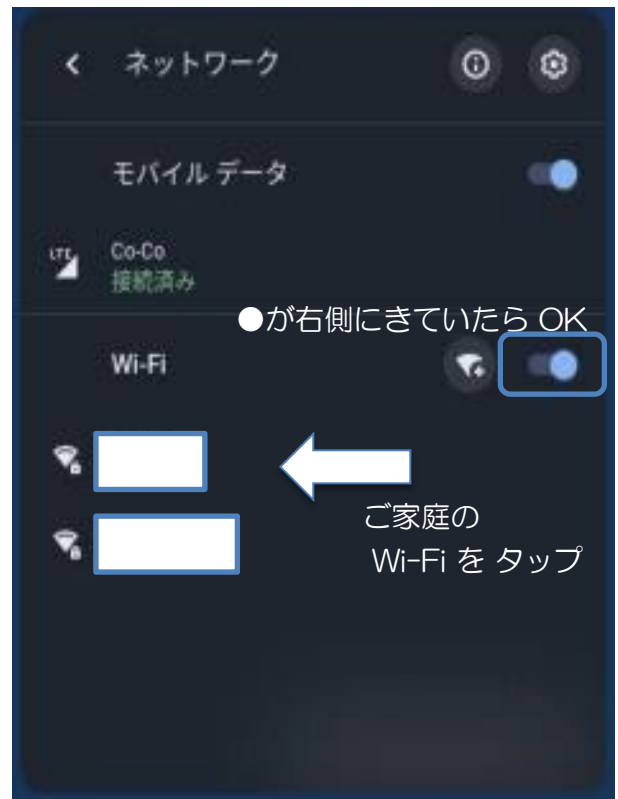 ネットワーク
モバイル データ
LTE
Co-Co
接続済み
●が右側にきていたら OK
Wi-Fi
ご家庭の
Wi-Fi を タップ